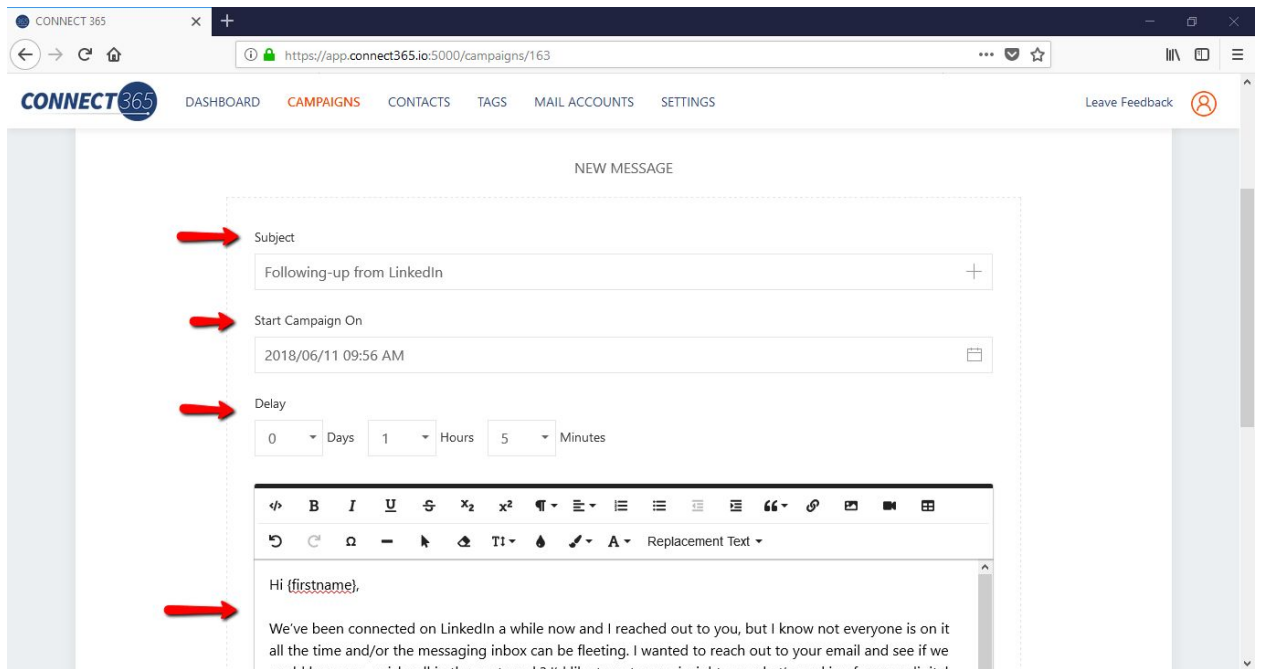 CONNECT 365
https://app.connect365.io:5000/campaigns/163
CONNECT 365 DASHBOARD CAMPAIGNS CONTACTS TAGS MAIL ACCOUNTS SETTINGS Leave Feedback
NEW MESSAGE
Subject
Following-up from LinkedIn
Start Campaign On
2018/06/11 09:56 AM
Delay
0 Days 1 Hours 5 Minutes
Replacement Text
Hi {firstname},
We've been connected on LinkedIn a while now and I reached out to you, but I know not everyone is on it
all the time and/or the messaging inbox can be fleeting. I wanted to reach out to your email and see if we